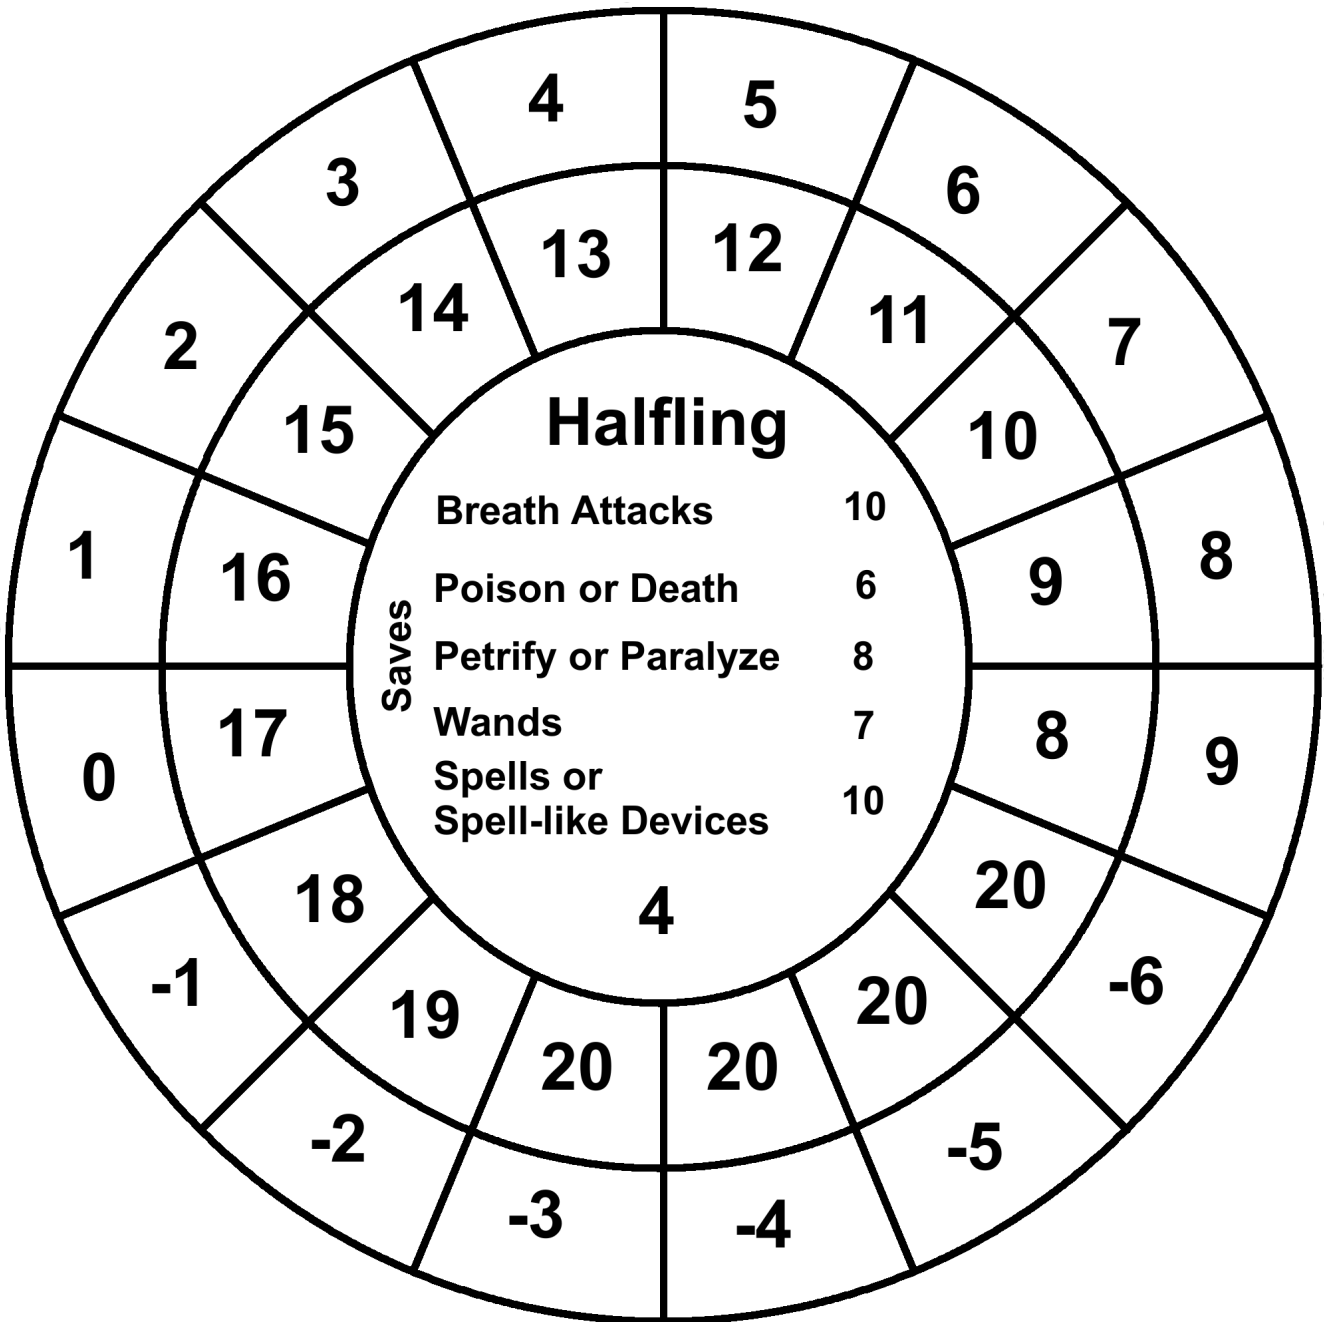 4 5
3 6
13 12
2 14 11 7
Halfling
15 10
Breath Attacks 10
1 16 9 8
Poison or Death 6
Saves
Petrify or Paralyze 8
Wands 7
0 17 8 9
Spells or
Spell-like Devices 10
18 4 20
-1 -6
19 20
20 20
-2 -5
-3 -4